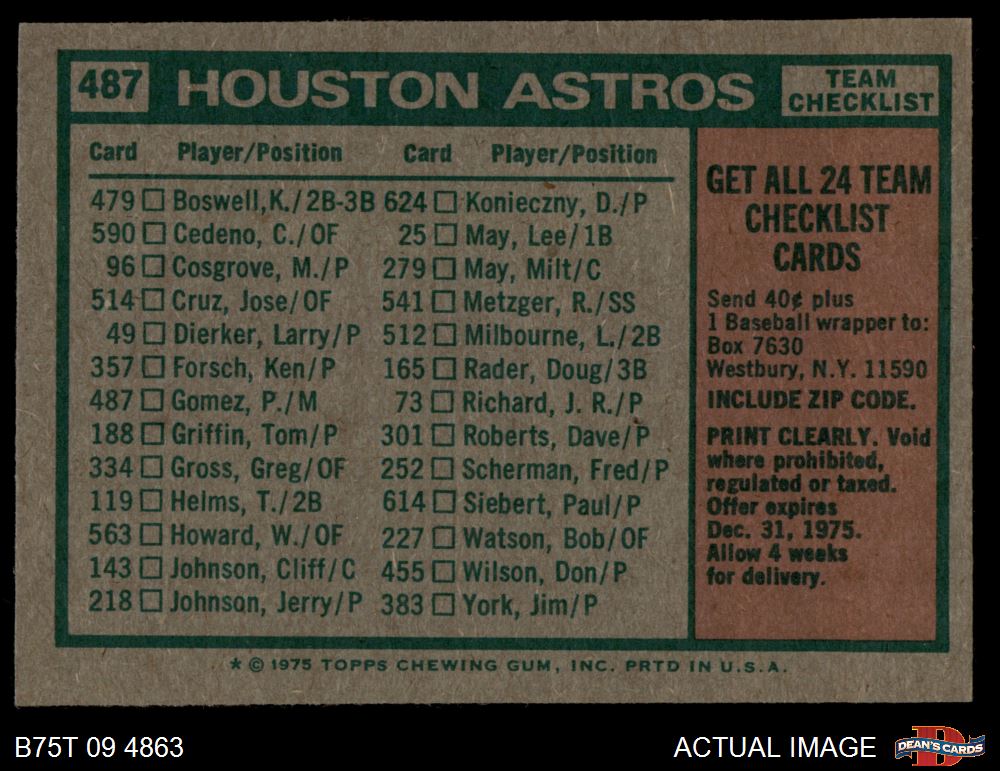 487 HOUSTON ASTROS TEAM CHECKLIST
Card Player/Position Card Player/Position
479 Boswell,K./2B-3B 624 Konieczny, D./P
590 Cedeno, C./OF 25 May, Lee/1B
96 Cosgrove, M./P 279 May, Milt/C
514 Cruz, Jose/OF 541 Metzger, R./SS
49 Dierker, Larry/P 512 Milbourne, L./2B
357 Forsch, Ken/P 165 Rader, Doug/3B
487 Gomez, P./M 73 Richard, J. R./P
188 Griffin, Tom/P 301 Roberts, Dave/P
334 Gross, Greg/OF 252 Scherman, Fred/P
119 Helms, T./2B 614 Siebert, Paul/P
563 Howard, W./OF 227 Watson, Bob/OF
143 Johnson, Cliff/C 455 Wilson, Don/P
218 Johnson, Jerry/P 383 York, Jim/P
GET ALL 24 TEAM
CHECKLIST
CARDS
Send 40¢ plus
1 Baseball wrapper to:
Box 7630
Westbury, N.Y. 11590
INCLUDE ZIP CODE.
PRINT CLEARLY. Void
where prohibited,
regulated or taxed.
Offer expires
Dec. 31, 1975.
Allow 4 weeks
for delivery.
* © 1975 TOPPS CHEWING GUM, INC. PRTD IN U.S.A.
B75T 09 4863 ACTUAL IMAGE
DEAN'S CARDS